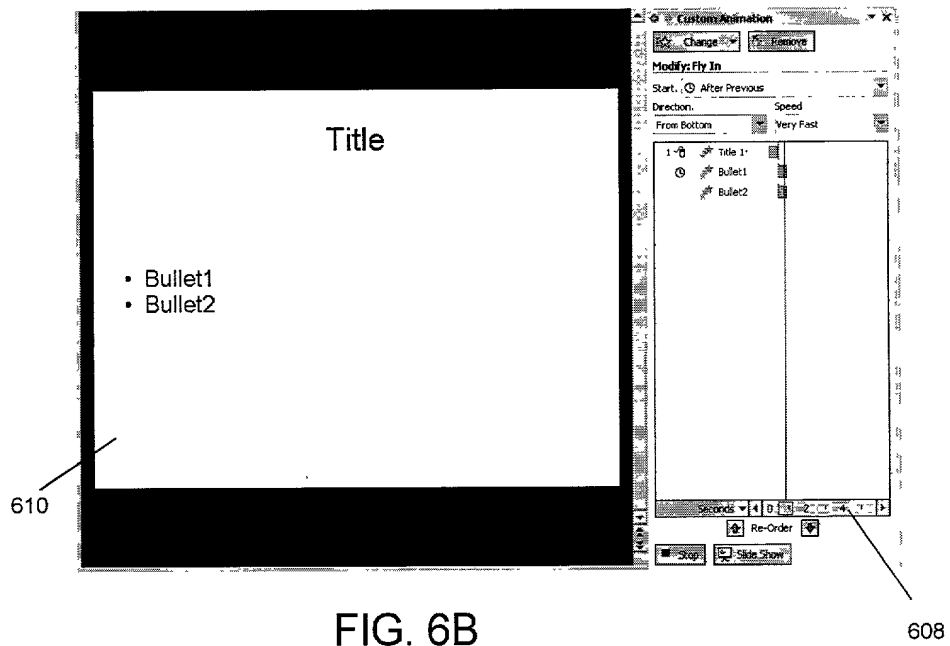 Custom Animation
Change Remove
Modify: Fly In
Start. After Previous
Direction. Speed
From Bottom Very Fast
1 Title 1
Bullet1
Bullet2
Title
• Bullet1
• Bullet2
Seconds 0 2 4
Re-Order
Stop Slide Show
610
608
FIG. 6B